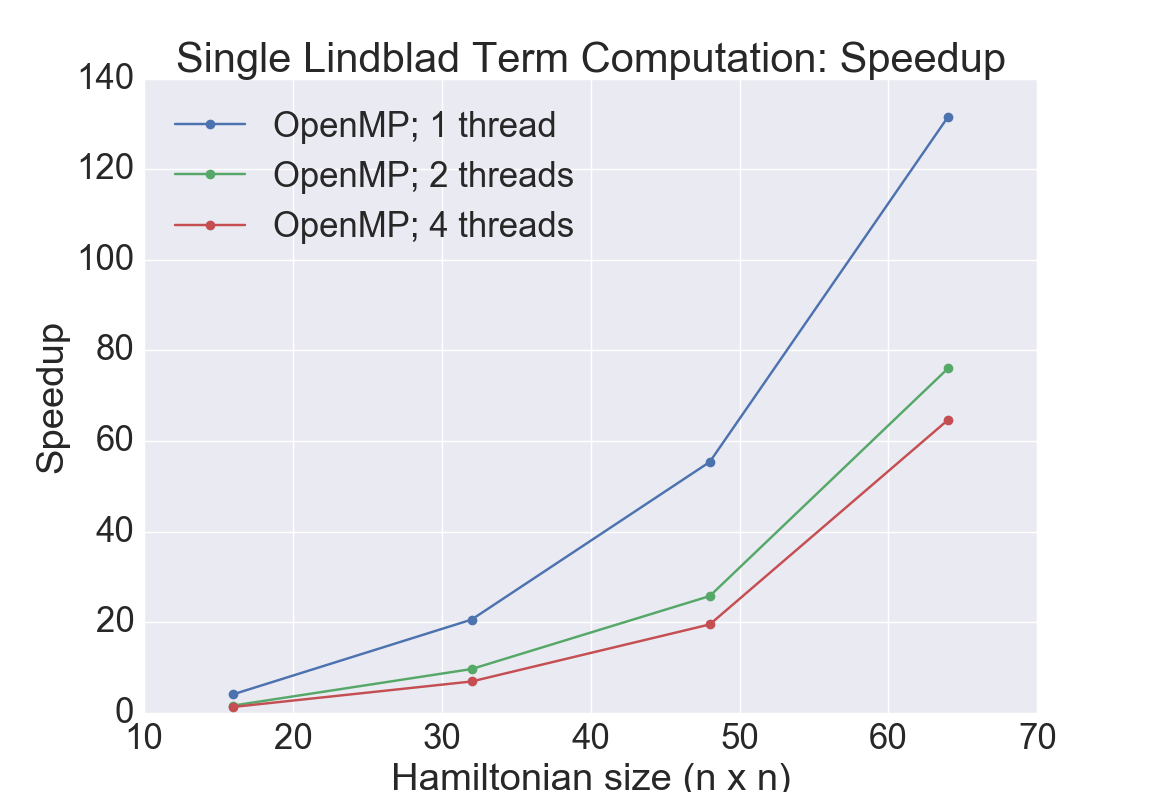 Single Lindblad Term Computation: Speedup
140
120
100
80
60
40
20
0
OpenMP; 1 thread
OpenMP; 2 threads
OpenMP; 4 threads
Speedup
10 20 30 40 50 60 70
Hamiltonian size (n x n)